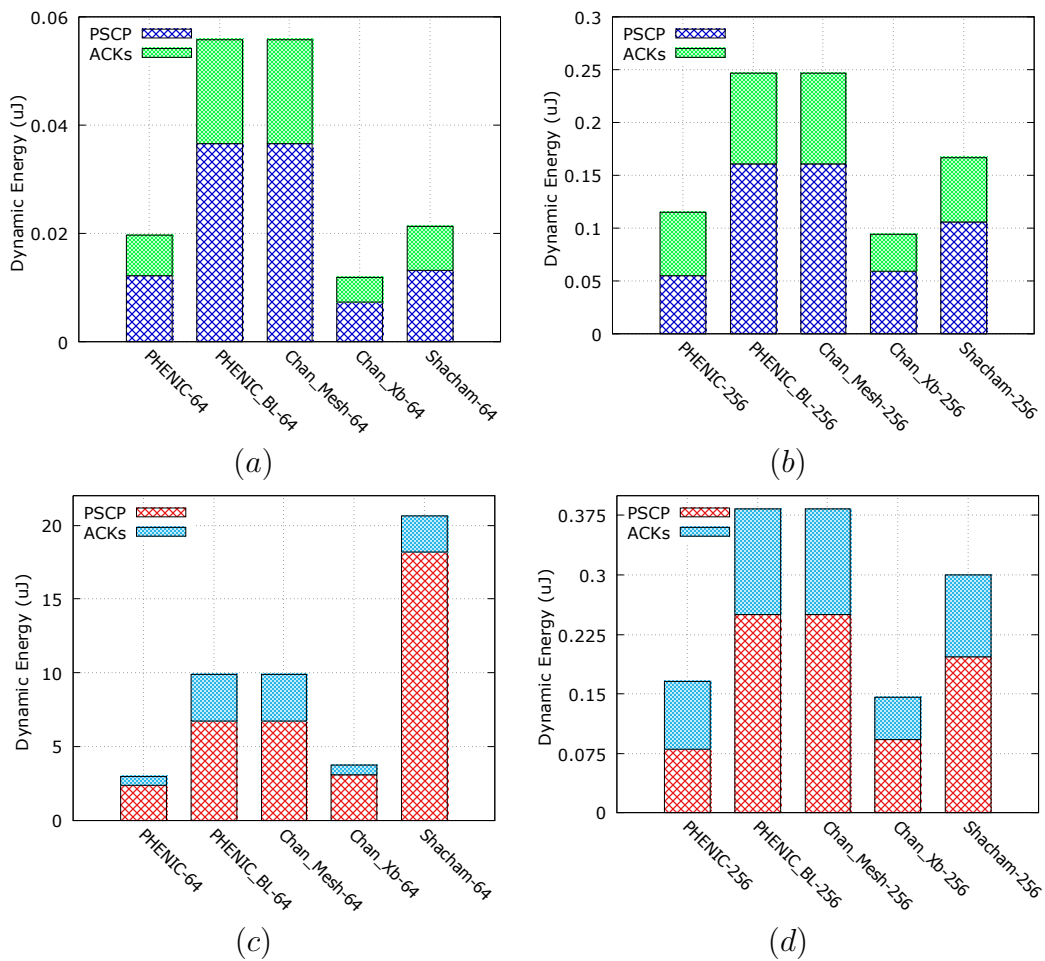 PSCP
ACKs
Dynamic Energy (uJ)
0.06
0.04
0.02
0
PHENIC-64
PHENIC_BL-64
Chan_Mesh-64
Chan_Xb-64
Shacham-64
(a)
PSCP
ACKs
Dynamic Energy (uJ)
0.3
0.25
0.2
0.15
0.1
0.05
0
PHENIC-256
PHENIC_BL-256
Chan_Mesh-256
Chan_Xb-256
Shacham-256
(b)
PSCP
ACKs
Dynamic Energy (uJ)
20
15
10
5
0
PHENIC-64
PHENIC_BL-64
Chan_Mesh-64
Chan_Xb-64
Shacham-64
(c)
PSCP
ACKs
Dynamic Energy (uJ)
0.375
0.3
0.225
0.15
0.075
0
PHENIC-256
PHENIC_BL-256
Chan_Mesh-256
Chan_Xb-256
Shacham-256
(d)